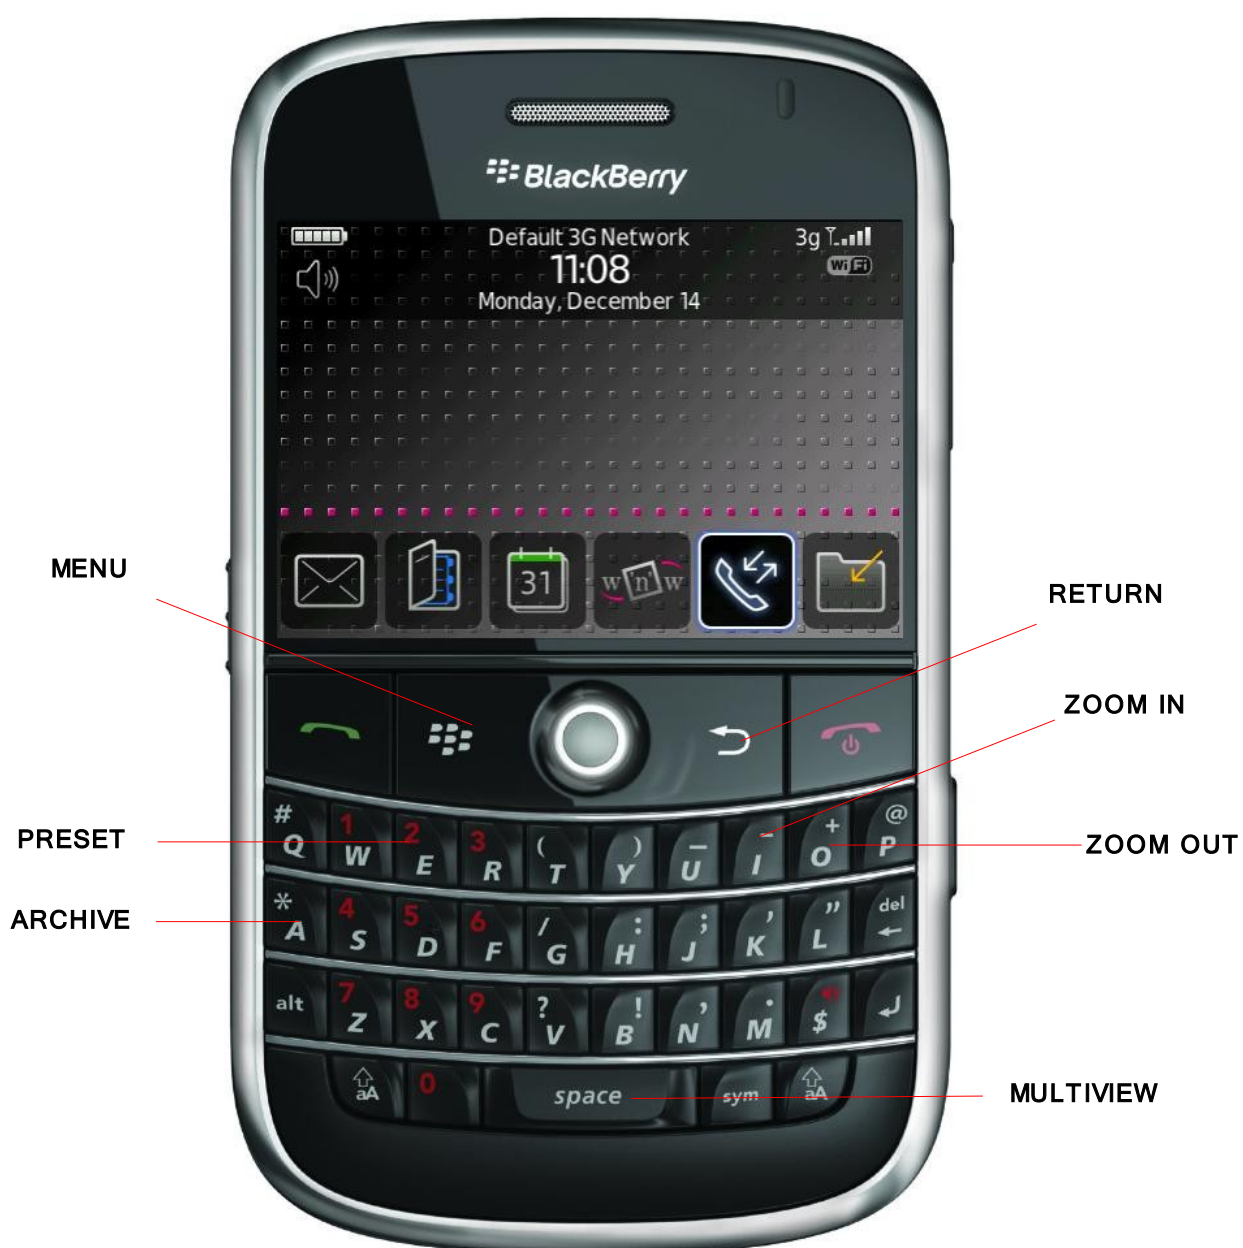 BlackBerry
Default 3G Network
3g
11:08
WiFi
Monday, December 14
31
w'n'w
MENU
RETURN
ZOOM IN
PRESET
ZOOM OUT
ARCHIVE
MULTIVIEW
# Q 1 W 2 E 3 R ( T ) Y _ U - I + O @ P
* A 4 S 5 D 6 F / G : H ; J ' K " L del
alt 7 Z 8 X 9 C ? V ! B , N . M $
aA 0 space sym aA